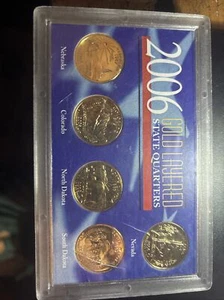 2006
GOLD LAYERED
STATE QUARTERS
Nebraska
Colorado
North Dakota
South Dakota
Nevada